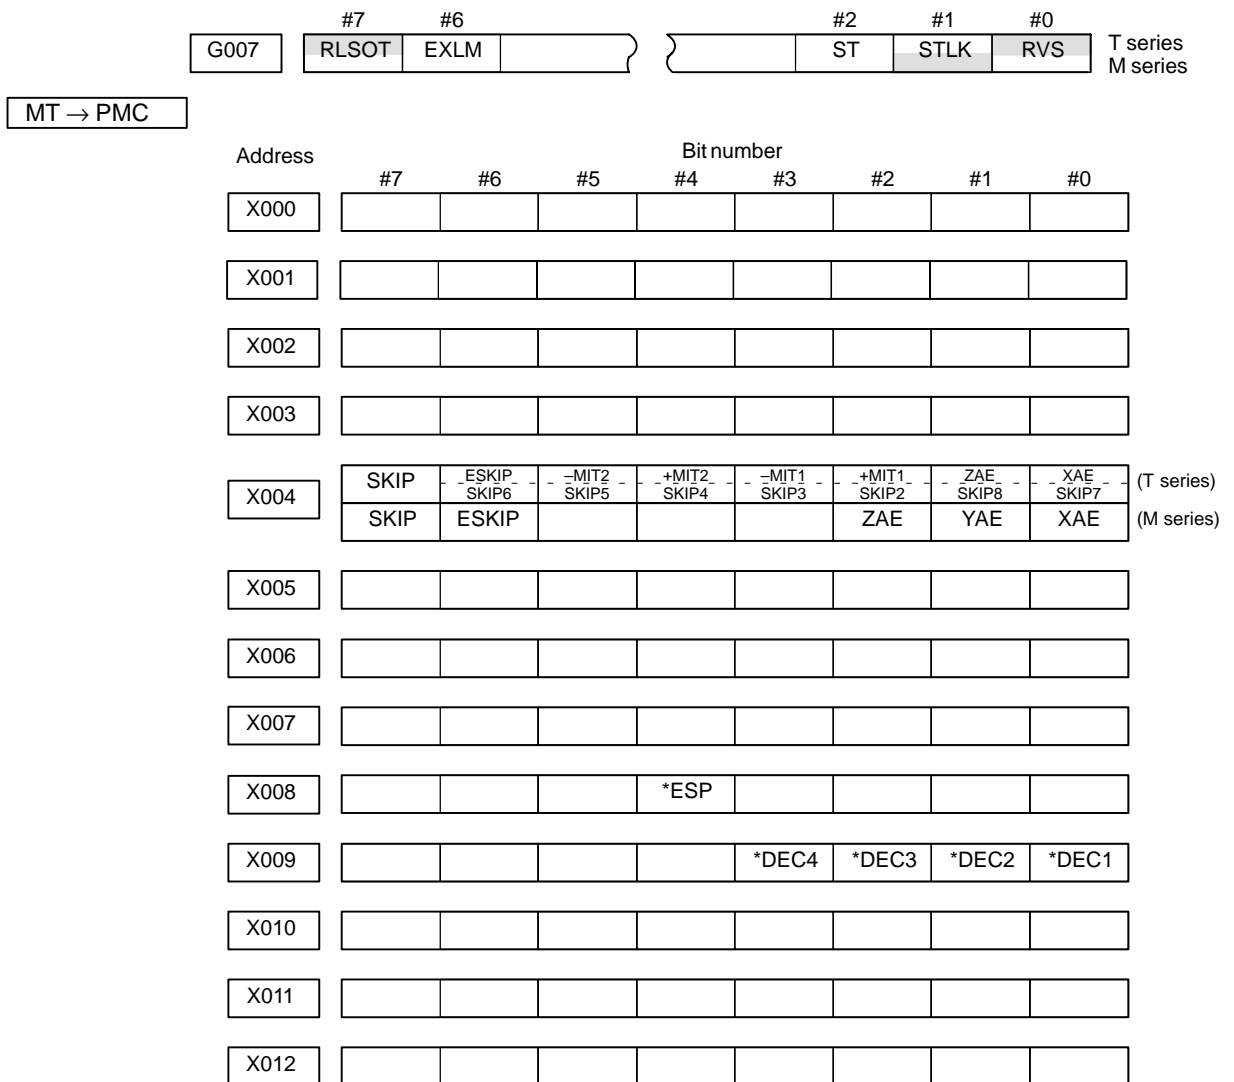 #7 #6 #2 #1 #0
G007 RLSOT EXLM ST STLK RVS T series
M series
MT → PMC
Address Bit number
#7 #6 #5 #4 #3 #2 #1 #0
X000
X001
X002
X003
X004 SKIP ESKIP –MIT2 +MIT2 –MIT1 +MIT1 ZAE XAE (T series)
SKIP6 SKIP5 SKIP4 SKIP3 SKIP2 SKIP8 SKIP7
SKIP ESKIP ZAE YAE XAE (M series)
X005
X006
X007
X008 *ESP
X009 *DEC4 *DEC3 *DEC2 *DEC1
X010
X011
X012